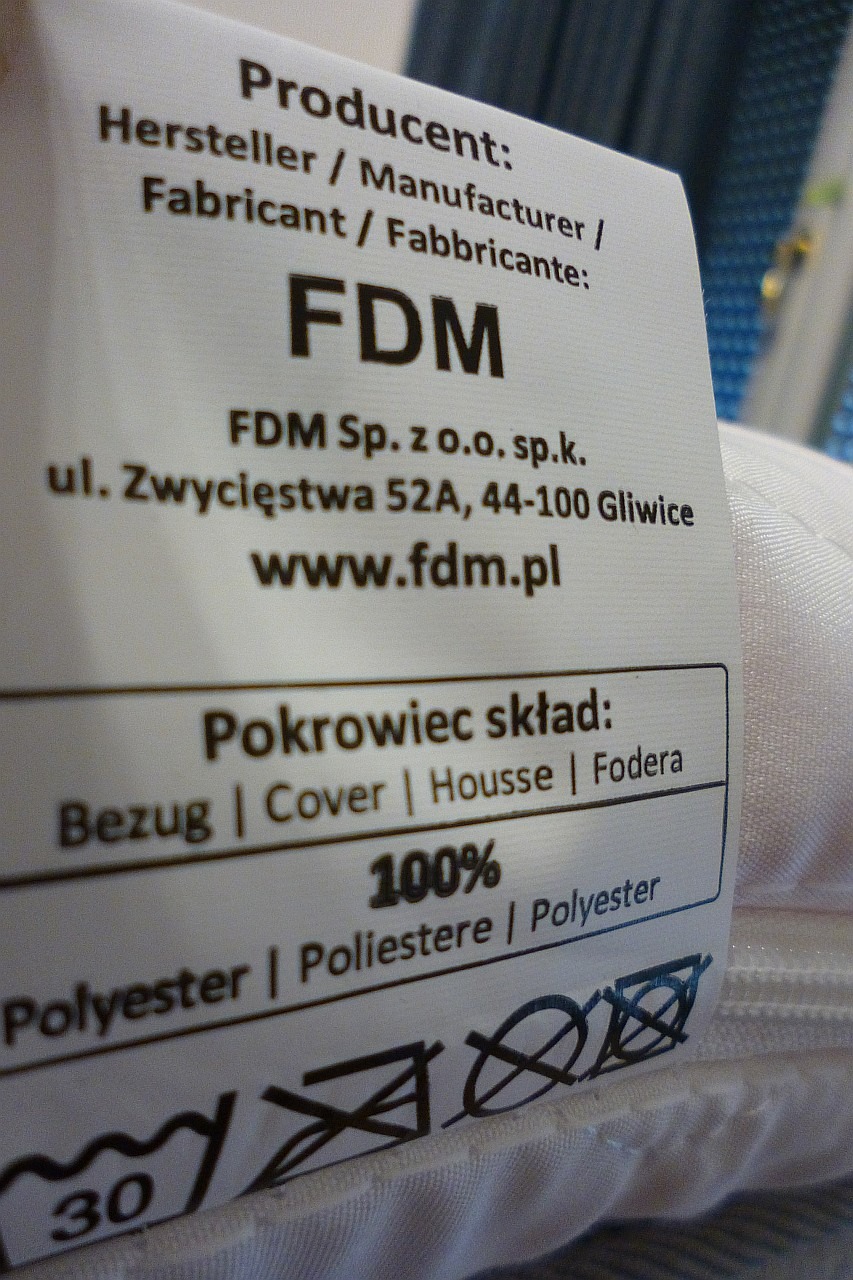 Producent:
Hersteller / Manufacturer /
Fabricant / Fabbricante:
FDM
FDM Sp. z o.o. sp.k.
ul. Zwycięstwa 52A, 44-100 Gliwice
www.fdm.pl
Pokrowiec skład:
Bezug | Cover | Housse | Fodera
100%
Polyester | Poliestere | Polyester
30